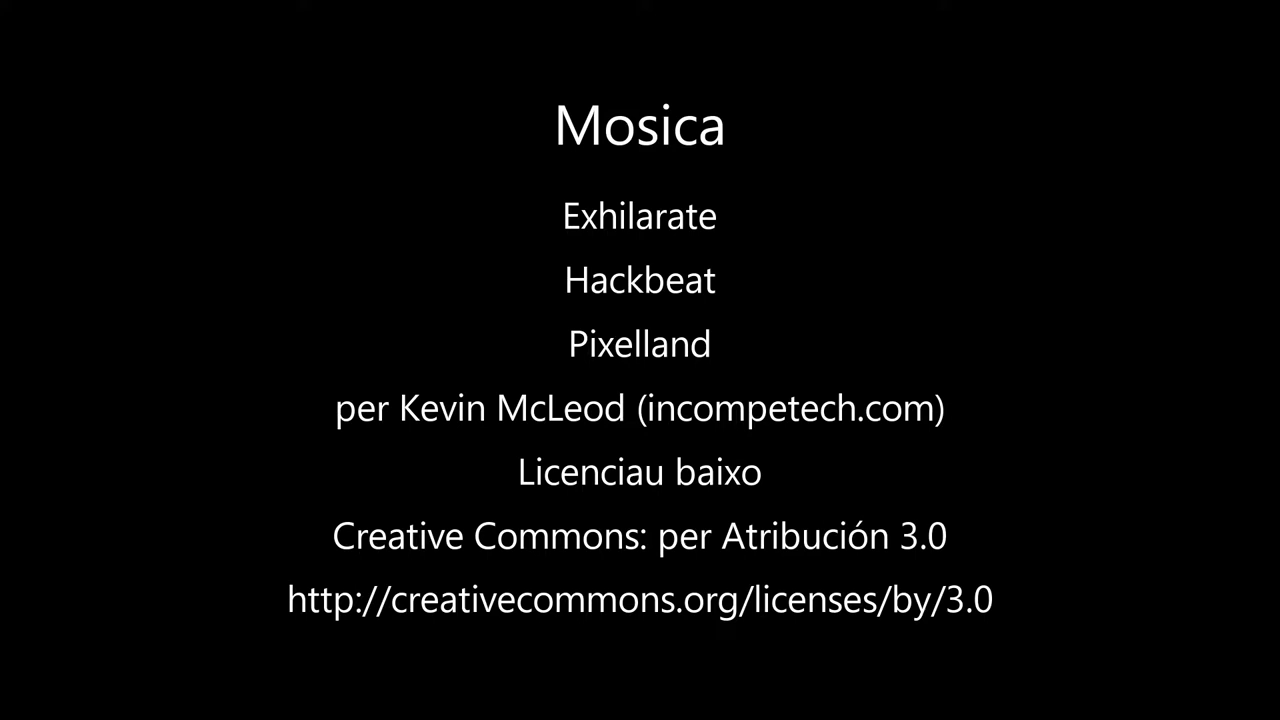 Mosica
Exhilarate
Hackbeat
Pixelland
per Kevin McLeod (incompetech.com)
Licenciau baixo
Creative Commons: per Atribución 3.0
http://creativecommons.org/licenses/by/3.0